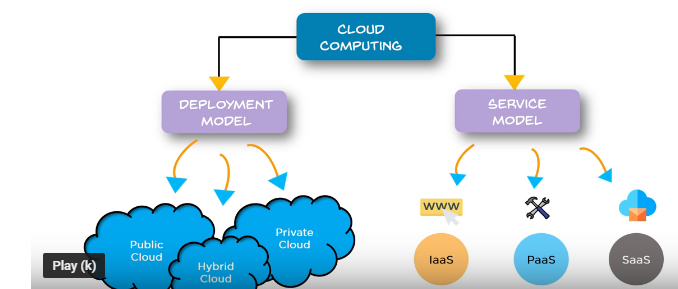 CLOUD
COMPUTING
DEPLOYMENT
MODEL
SERVICE
MODEL
Public
Cloud
Hybrid
Cloud
Private
Cloud
www
IaaS
PaaS
SaaS
Play (k)